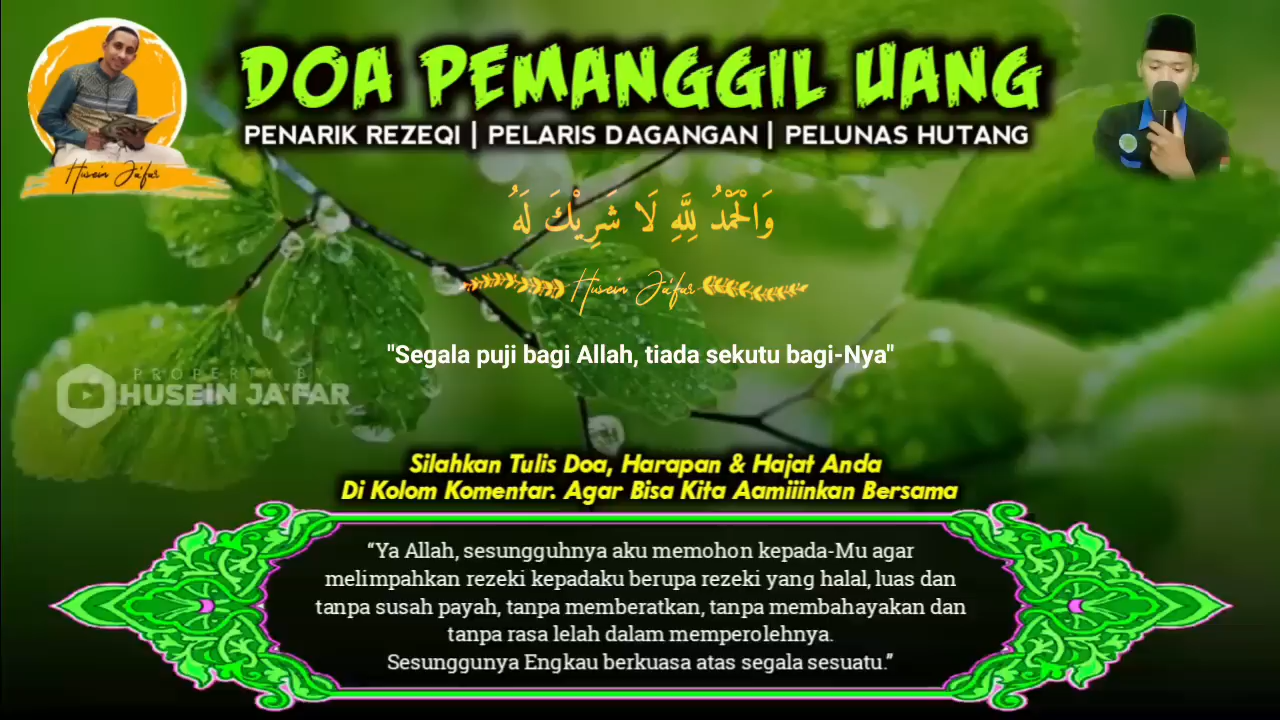 DOA PEMANGGIL UANG
PENARIK REZEQI | PELARIS DAGANGAN | PELUNAS HUTANG
Husein Ja'far
وَالْحَمْدُ لِلَّهِ لَا شَرِيْكَ لَهُ
Husein Ja'far
"Segala puji bagi Allah, tiada sekutu bagi-Nya"
PROPERTY BY
HUSEIN JA'FAR
Silahkan Tulis Doa, Harapan & Hajat Anda
Di Kolom Komentar. Agar Bisa Kita Aamiiinkan Bersama
“Ya Allah, sesungguhnya aku memohon kepada-Mu agar
melimpahkan rezeki kepadaku berupa rezeki yang halal, luas dan
tanpa susah payah, tanpa memberatkan, tanpa membahayakan dan
tanpa rasa lelah dalam memperolehnya.
Sesunggunya Engkau berkuasa atas segala sesuatu.”